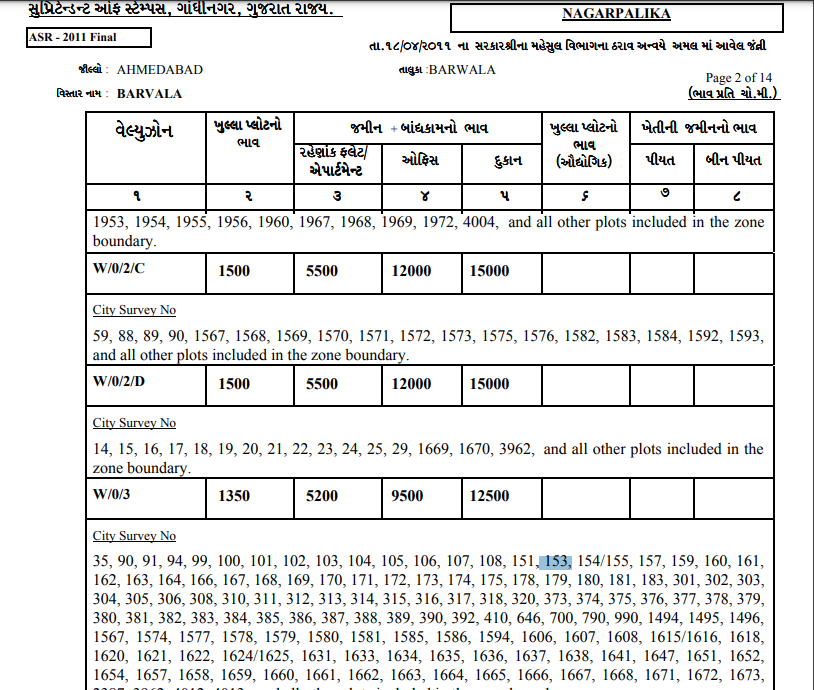 સુપ્રિટેન્ડન્ટ ઑફ સ્ટેમ્પસ, ગાંધીનગર, ગુજરાત રાજ્ય.
NAGARPALIKA
ASR - 2011 Final
તા.૧૮/૦૪/૨૦૧૧ ના સરકારશ્રીના મહેસુલ વિભાગના ઠરાવ અન્વયે અમલ માં આવેલ જંત્રી
જીલ્લો : AHMEDABAD તાલુકા :BARWALA
Page 2 of 14
વિસ્તાર નામ : BARVALA (ભાવ પ્રતિ ચો.મી.)
વેલ્યુઝોન ખુલ્લા પ્લોટનો ભાવ જમીન + બાંધકામનો ભાવ ખુલ્લા પ્લોટનો ભાવ (ઔદ્યોગિક) ખેતીની જમીનનો ભાવ
રહેણાંક ફલેટ/ એપાર્ટમેન્ટ ઓફિસ દુકાન પીયત બીન પીયત
૧ ૨ ૩ ૪ ૫ ૬ ૭ ૮
1953, 1954, 1955, 1956, 1960, 1967, 1968, 1969, 1972, 4004, and all other plots included in the zone
boundary.
W/0/2/C 1500 5500 12000 15000
City Survey No
59, 88, 89, 90, 1567, 1568, 1569, 1570, 1571, 1572, 1573, 1575, 1576, 1582, 1583, 1584, 1592, 1593,
and all other plots included in the zone boundary.
W/0/2/D 1500 5500 12000 15000
City Survey No
14, 15, 16, 17, 18, 19, 20, 21, 22, 23, 24, 25, 29, 1669, 1670, 3962, and all other plots included in the
zone boundary.
W/0/3 1350 5200 9500 12500
City Survey No
35, 90, 91, 94, 99, 100, 101, 102, 103, 104, 105, 106, 107, 108, 151, 153, 154/155, 157, 159, 160, 161,
162, 163, 164, 166, 167, 168, 169, 170, 171, 172, 173, 174, 175, 178, 179, 180, 181, 183, 301, 302, 303,
304, 305, 306, 308, 310, 311, 312, 313, 314, 315, 316, 317, 318, 320, 373, 374, 375, 376, 377, 378, 379,
380, 381, 382, 383, 384, 385, 386, 387, 388, 389, 390, 392, 410, 646, 700, 790, 990, 1494, 1495, 1496,
1567, 1574, 1577, 1578, 1579, 1580, 1581, 1585, 1586, 1594, 1606, 1607, 1608, 1615/1616, 1618,
1620, 1621, 1622, 1624/1625, 1631, 1633, 1634, 1635, 1636, 1637, 1638, 1641, 1647, 1651, 1652,
1654, 1657, 1658, 1659, 1660, 1661, 1662, 1663, 1664, 1665, 1666, 1667, 1668, 1671, 1672, 1673,